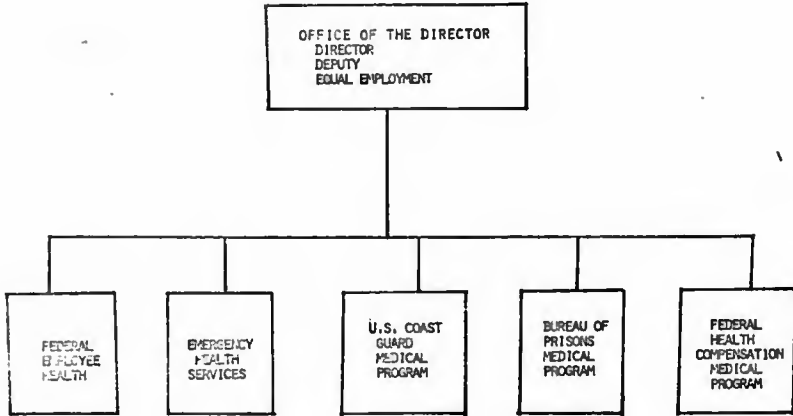 OFFICE OF THE DIRECTOR
DIRECTOR
DEPUTY
EQUAL EMPLOYMENT
FEDERAL
EMPLOYEE
HEALTH
EMERGENCY
HEALTH
SERVICES
U.S. COAST
GUARD
MEDICAL
PROGRAM
BUREAU OF
PRISONS
MEDICAL
PROGRAM
FEDERAL
HEALTH
COMPENSATION
MEDICAL
PROGRAM